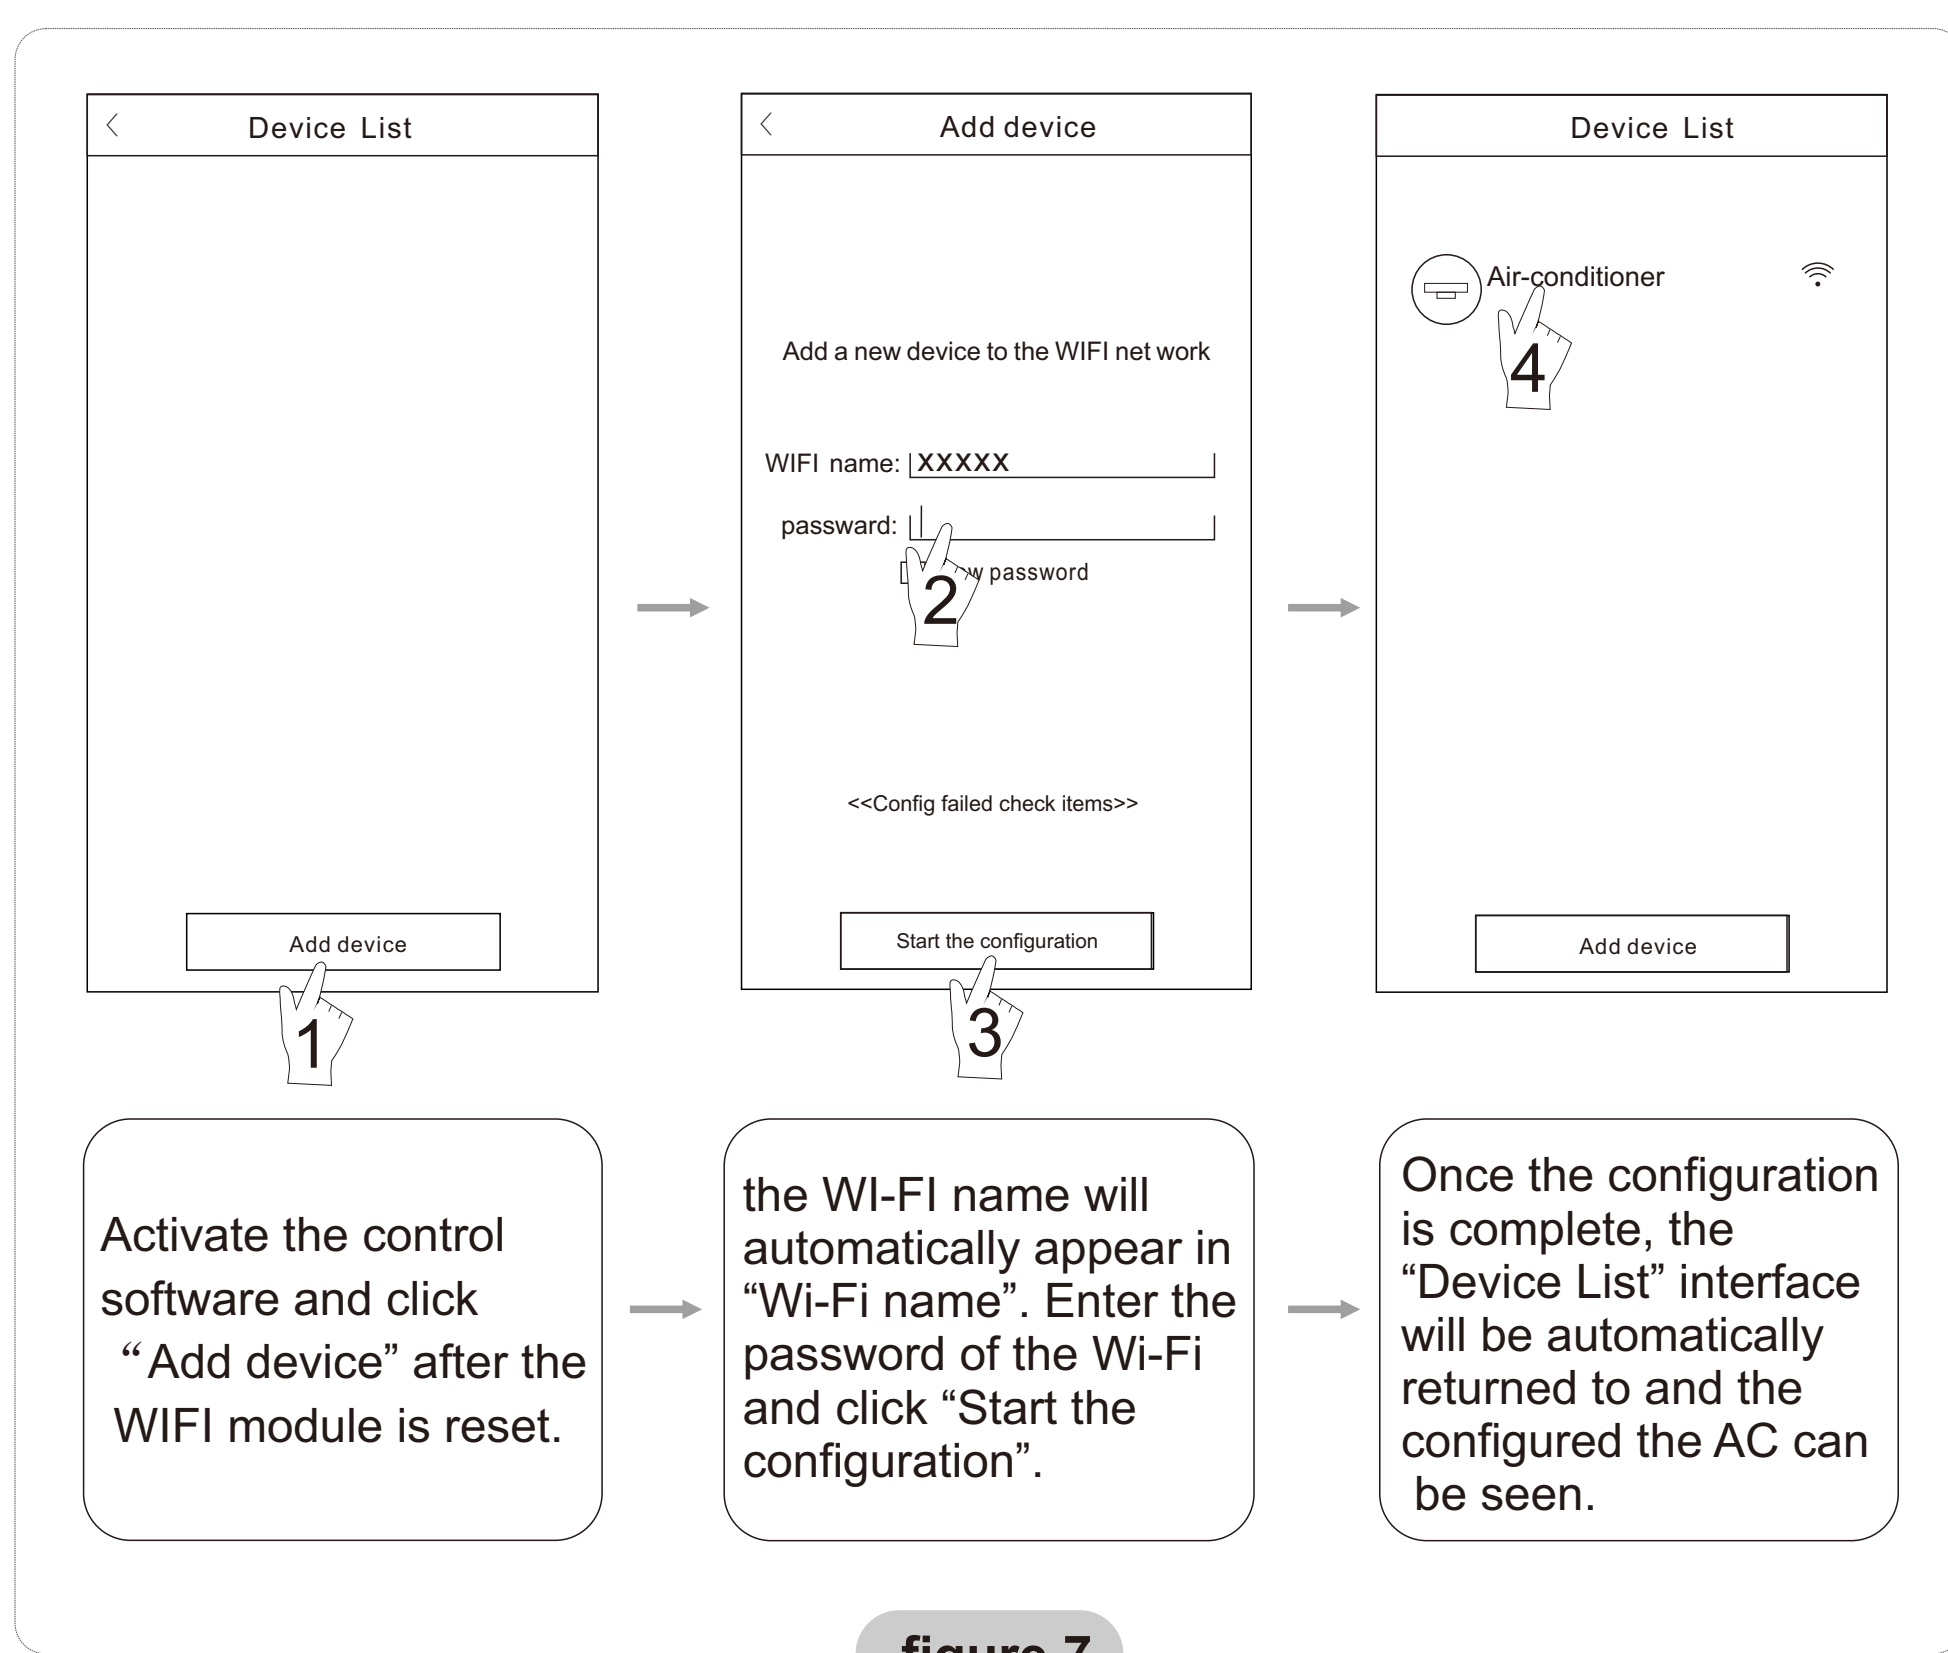 Device List
Add device
1
Add device
Add a new device to the WIFI net work
WIFI name: XXXXX
passward:
password
2
<<Config failed check items>>
Start the configuration
3
Device List
Air-conditioner
4
Add device
Activate the control
software and click
“Add device” after the
WIFI module is reset.
the WI-FI name will
automatically appear in
“Wi-Fi name”. Enter the
password of the Wi-Fi
and click “Start the
configuration”.
Once the configuration
is complete, the
“Device List” interface
will be automatically
returned to and the
configured the AC can
be seen.
figure 7